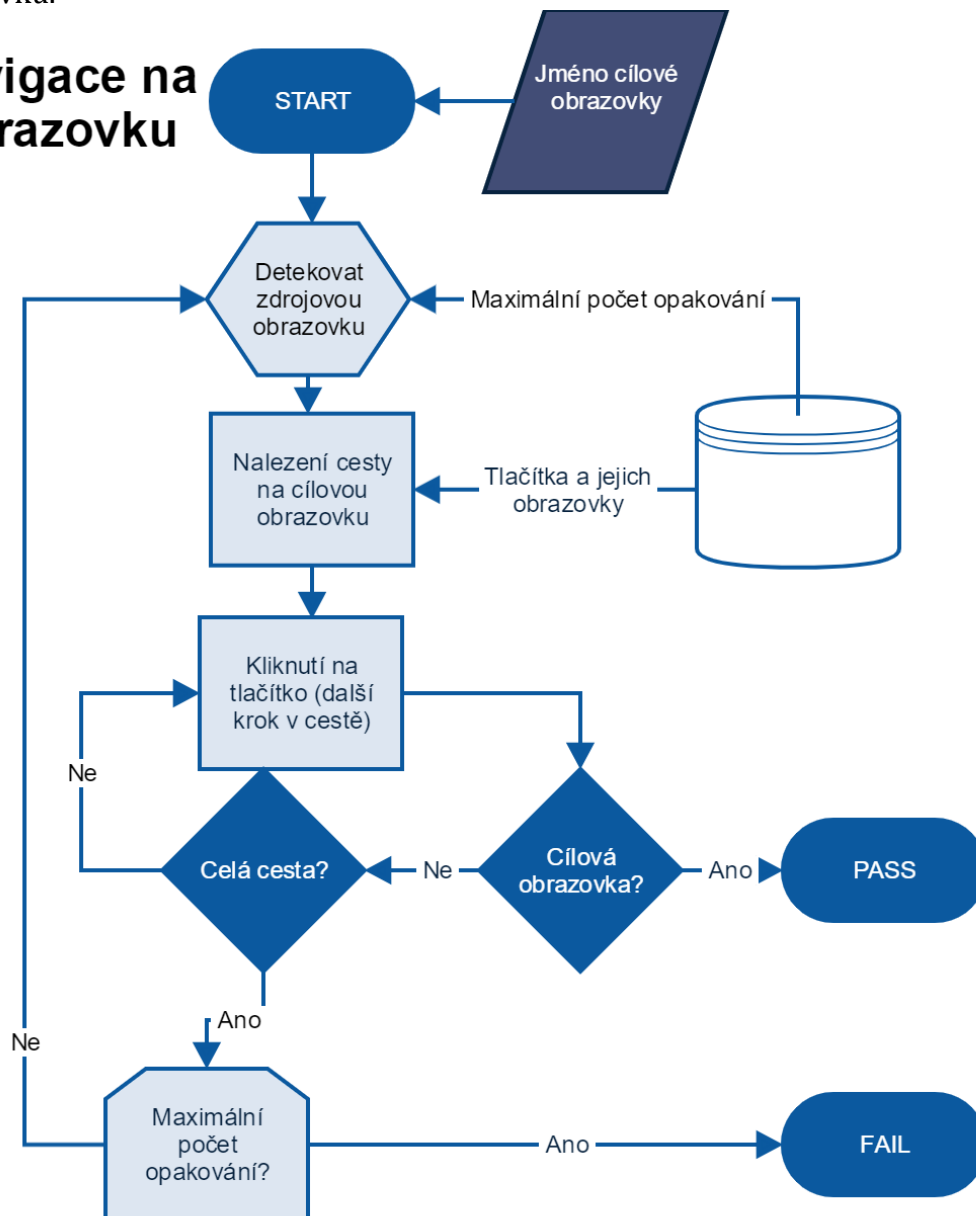 vka.
vigace na
razovku
START
Jméno cílové
obrazovky
Detekovat
zdrojovou
obrazovku
Maximální počet opakování
Nalezení cesty
na cílovou
obrazovku
Tlačítka a jejich
obrazovky
Kliknutí na
tlačítko (další
krok v cestě)
Ne
Celá cesta?
Ne
Cílová
obrazovka?
Ano
PASS
Ano
Ne
Maximální
počet
opakování?
Ano
FAIL